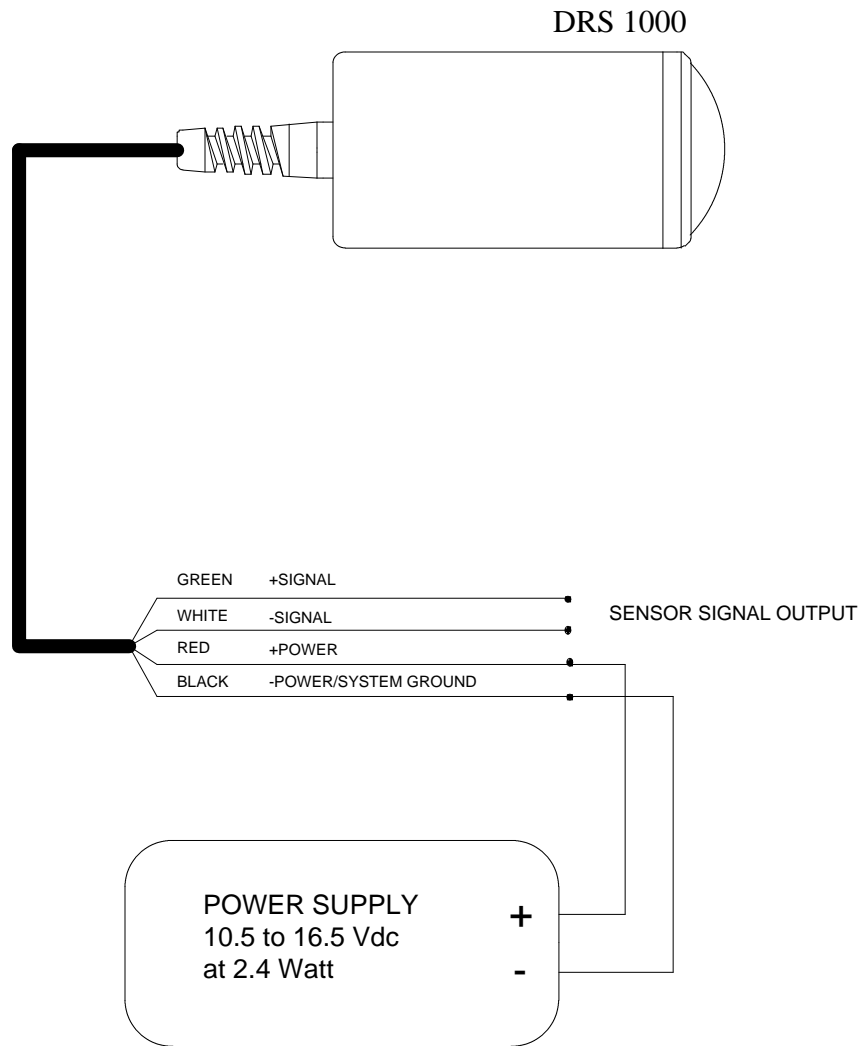 DRS 1000
GREEN +SIGNAL
WHITE -SIGNAL
SENSOR SIGNAL OUTPUT
RED +POWER
BLACK -POWER/SYSTEM GROUND
POWER SUPPLY
+
10.5 to 16.5 Vdc
at 2.4 Watt
-